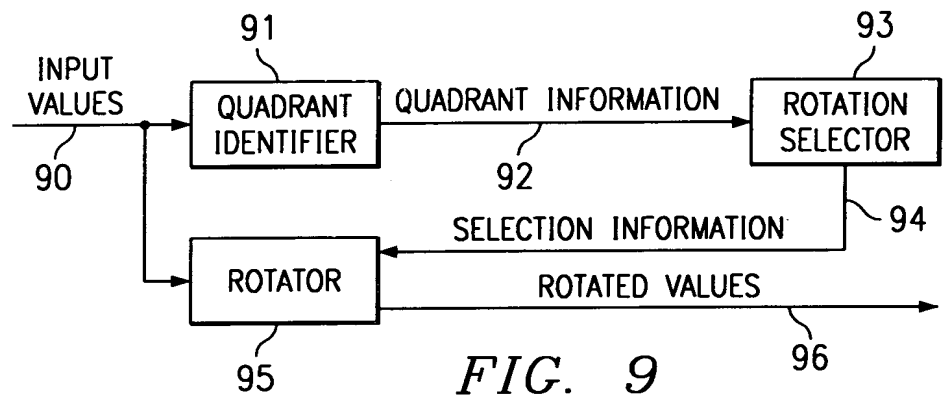 91
93
INPUT
VALUES
QUADRANT
IDENTIFIER
QUADRANT INFORMATION
ROTATION
SELECTOR
90
92
94
SELECTION INFORMATION
ROTATOR
ROTATED VALUES
95
96
FIG. 9